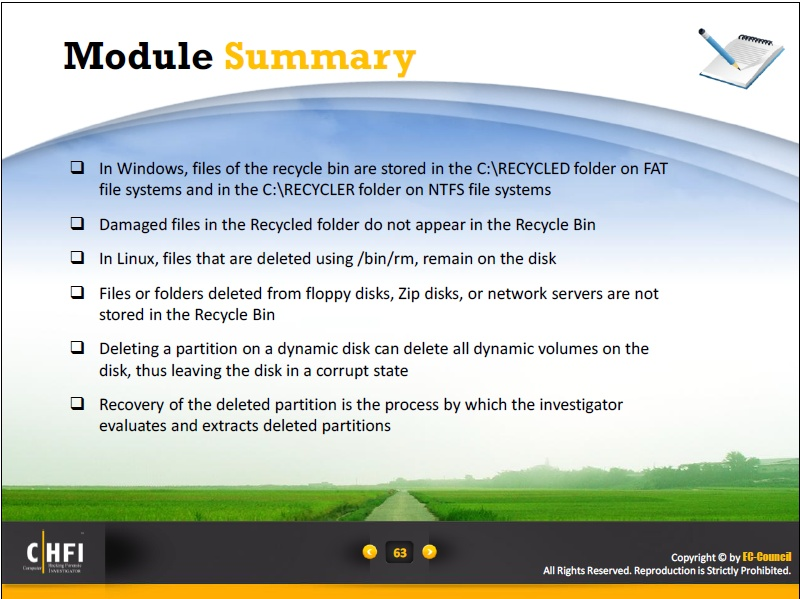 Module Summary
❑ In Windows, files of the recycle bin are stored in the C:\RECYCLED folder on FAT
file systems and in the C:\RECYCLER folder on NTFS file systems
❑ Damaged files in the Recycled folder do not appear in the Recycle Bin
❑ In Linux, files that are deleted using /bin/rm, remain on the disk
❑ Files or folders deleted from floppy disks, Zip disks, or network servers are not
stored in the Recycle Bin
❑ Deleting a partition on a dynamic disk can delete all dynamic volumes on the
disk, thus leaving the disk in a corrupt state
❑ Recovery of the deleted partition is the process by which the investigator
evaluates and extracts deleted partitions
CHFI
Computer Hacking Forensic
INVESTIGATOR
63
Copyright © by EC-Council
All Rights Reserved. Reproduction is Strictly Prohibited.